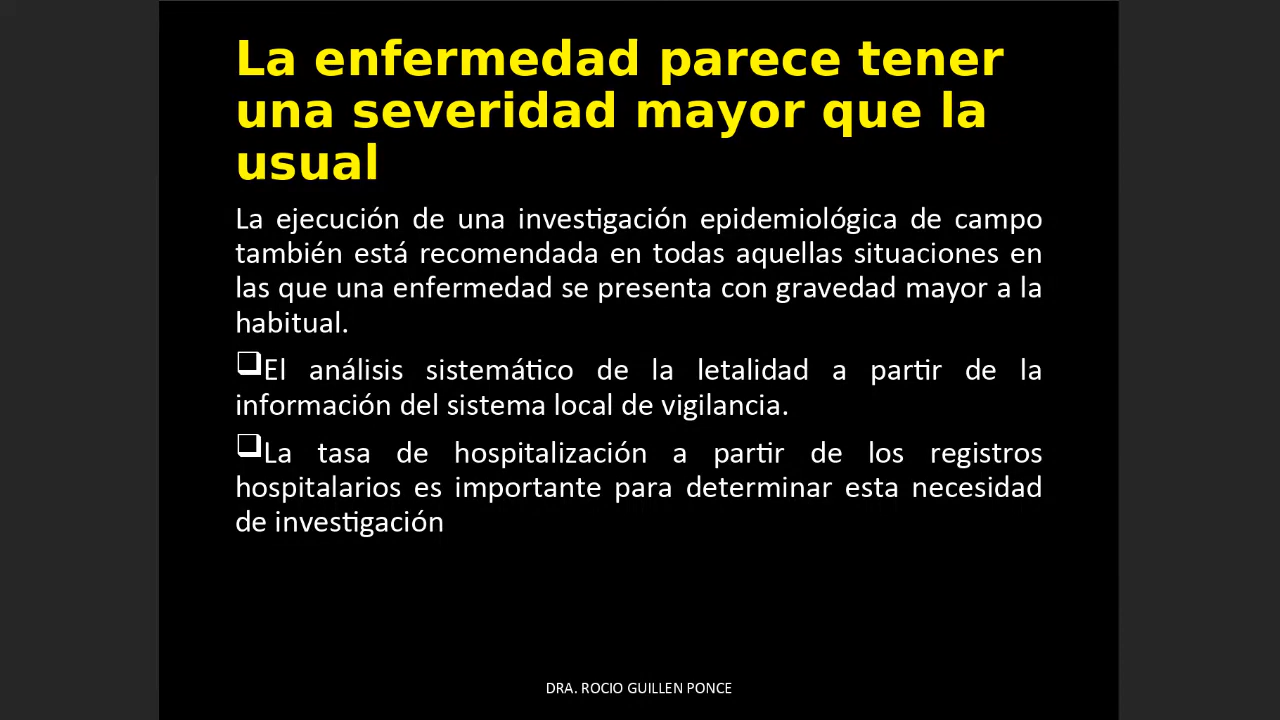 La enfermedad parece tener
una severidad mayor que la
usual
La ejecución de una investigación epidemiológica de campo
también está recomendada en todas aquellas situaciones en
las que una enfermedad se presenta con gravedad mayor a la
habitual.
❑El análisis sistemático de la letalidad a partir de la
información del sistema local de vigilancia.
❑La tasa de hospitalización a partir de los registros
hospitalarios es importante para determinar esta necesidad
de investigación
DRA. ROCIO GUILLEN PONCE